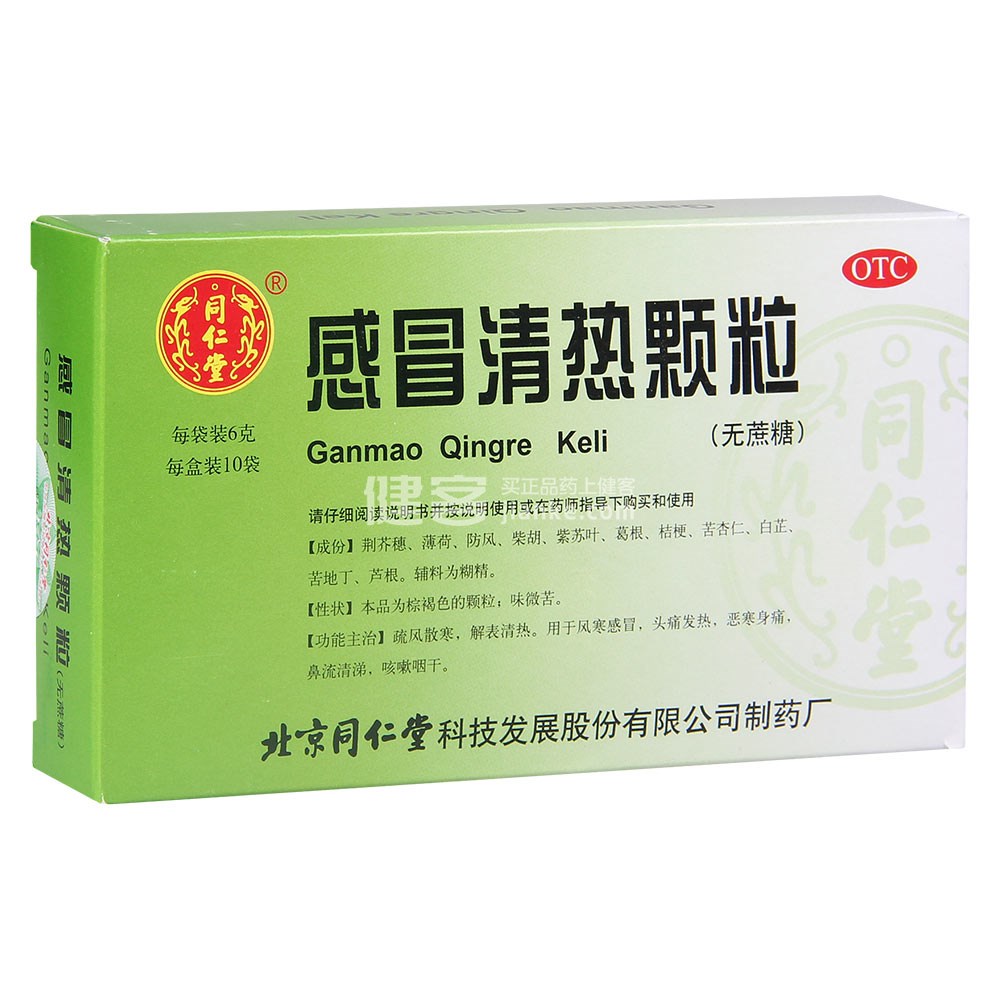 Ganmao Qingre Keli
OTC
同仁堂
®
感冒清热颗粒
每袋装6克
每盒装10袋
Ganmao Qingre Keli
（无蔗糖）
健客 买正品药上健客
jianke.com
请仔细阅读说明书并按说明使用或在药师指导下购买和使用
【成份】荆芥穗、薄荷、防风、柴胡、紫苏叶、葛根、桔梗、苦杏仁、白芷、
苦地丁、芦根。辅料为糊精。
【性状】本品为棕褐色的颗粒；味微苦。
【功能主治】疏风散寒，解表清热。用于风寒感冒，头痛发热，恶寒身痛，
鼻流清涕，咳嗽咽干。
北京同仁堂科技发展股份有限公司制药厂
同仁堂
感冒清热颗粒（无蔗糖）